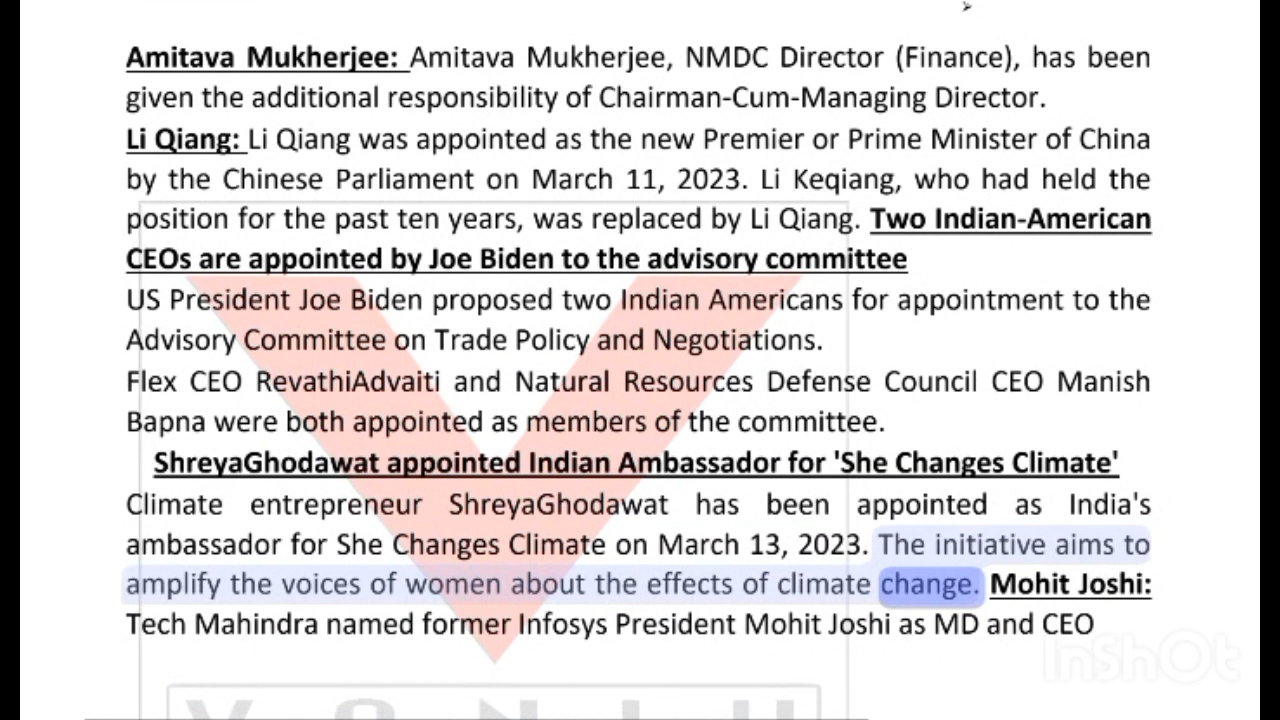 Amitava Mukherjee: Amitava Mukherjee, NMDC Director (Finance), has been
given the additional responsibility of Chairman-Cum-Managing Director.
Li Qiang: Li Qiang was appointed as the new Premier or Prime Minister of China
by the Chinese Parliament on March 11, 2023. Li Keqiang, who had held the
position for the past ten years, was replaced by Li Qiang. Two Indian-American
CEOs are appointed by Joe Biden to the advisory committee
US President Joe Biden proposed two Indian Americans for appointment to the
Advisory Committee on Trade Policy and Negotiations.
Flex CEO RevathiAdvaiti and Natural Resources Defense Council CEO Manish
Bapna were both appointed as members of the committee.
ShreyaGhodawat appointed Indian Ambassador for 'She Changes Climate'
Climate entrepreneur ShreyaGhodawat has been appointed as India's
ambassador for She Changes Climate on March 13, 2023. The initiative aims to
amplify the voices of women about the effects of climate change. Mohit Joshi:
Tech Mahindra named former Infosys President Mohit Joshi as MD and CEO
InShOt